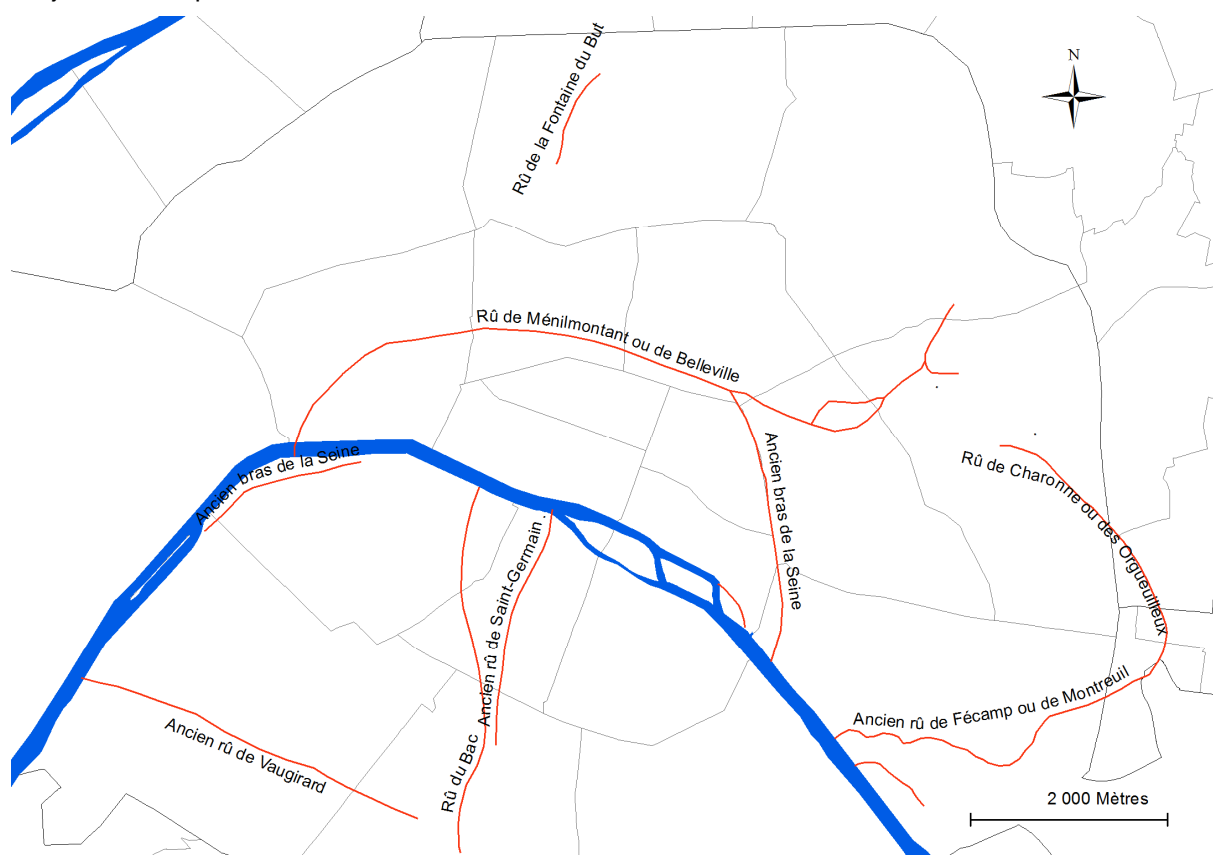 N
Rû de la Fontaine du But
Rû de Ménilmontant ou de Belleville
Ancien bras de la Seine
Ancien bras de la Seine
Rû de Charonne ou des Orgueuilleux
Ancien rû de Saint-Germain
Ancien rû de Fécamp ou de Montreuil
Ancien rû de Vaugirard
Rû du Bac
2 000 Mètres